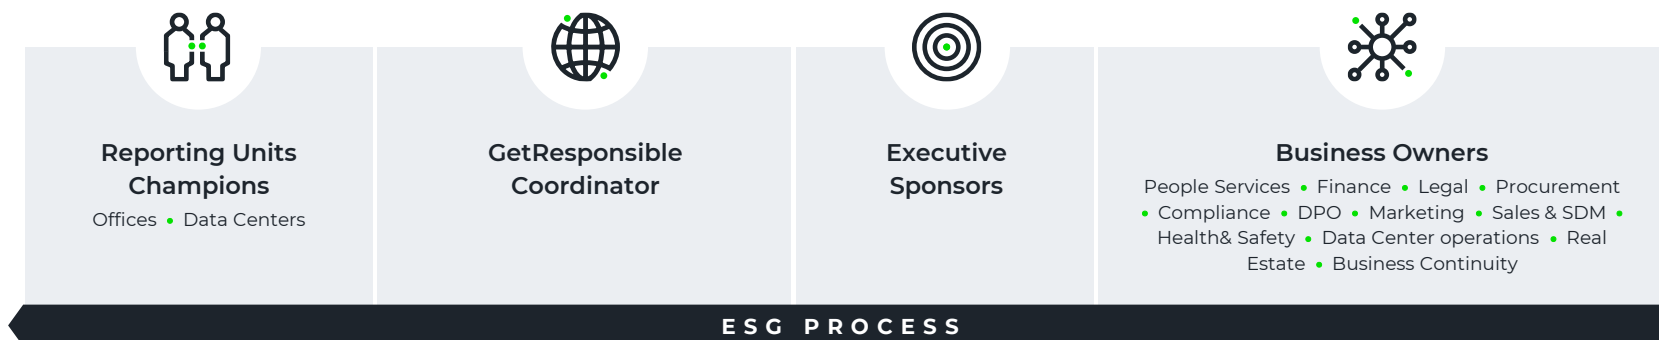 Reporting Units
Champions
Offices • Data Centers
GetResponsible
Coordinator
Executive
Sponsors
Business Owners
People Services • Finance • Legal • Procurement
• Compliance • DPO • Marketing • Sales & SDM •
Health& Safety • Data Center operations • Real
Estate • Business Continuity
ESG PROCESS